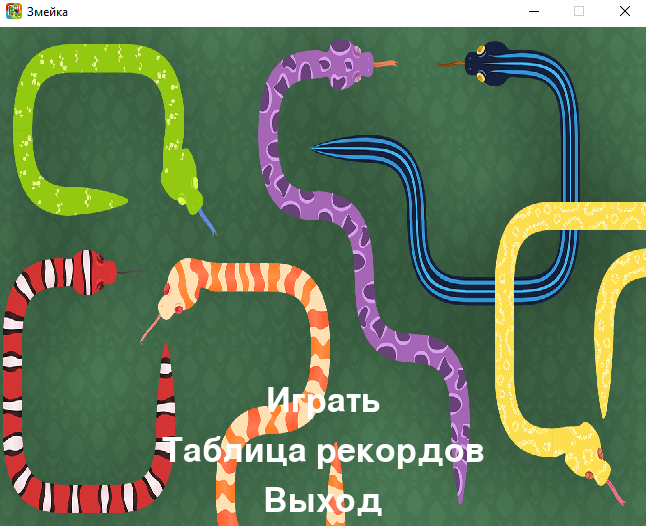 Змейка
Играть
Таблица рекордов
Выход